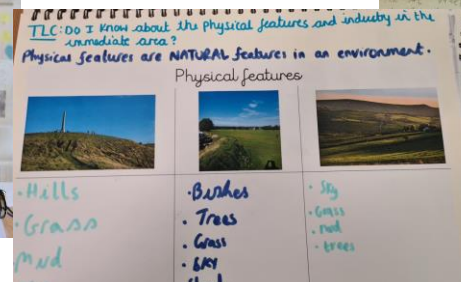 TLC: Do I know about the Physical features and industry in the
immediate area?
Physical features are NATURAL features in an environment.
Physical features
• Hills
• Grass
Mud
• Bushes
• Trees
• Grass
• SKY
• Sky
• Grass
• mud
• trees